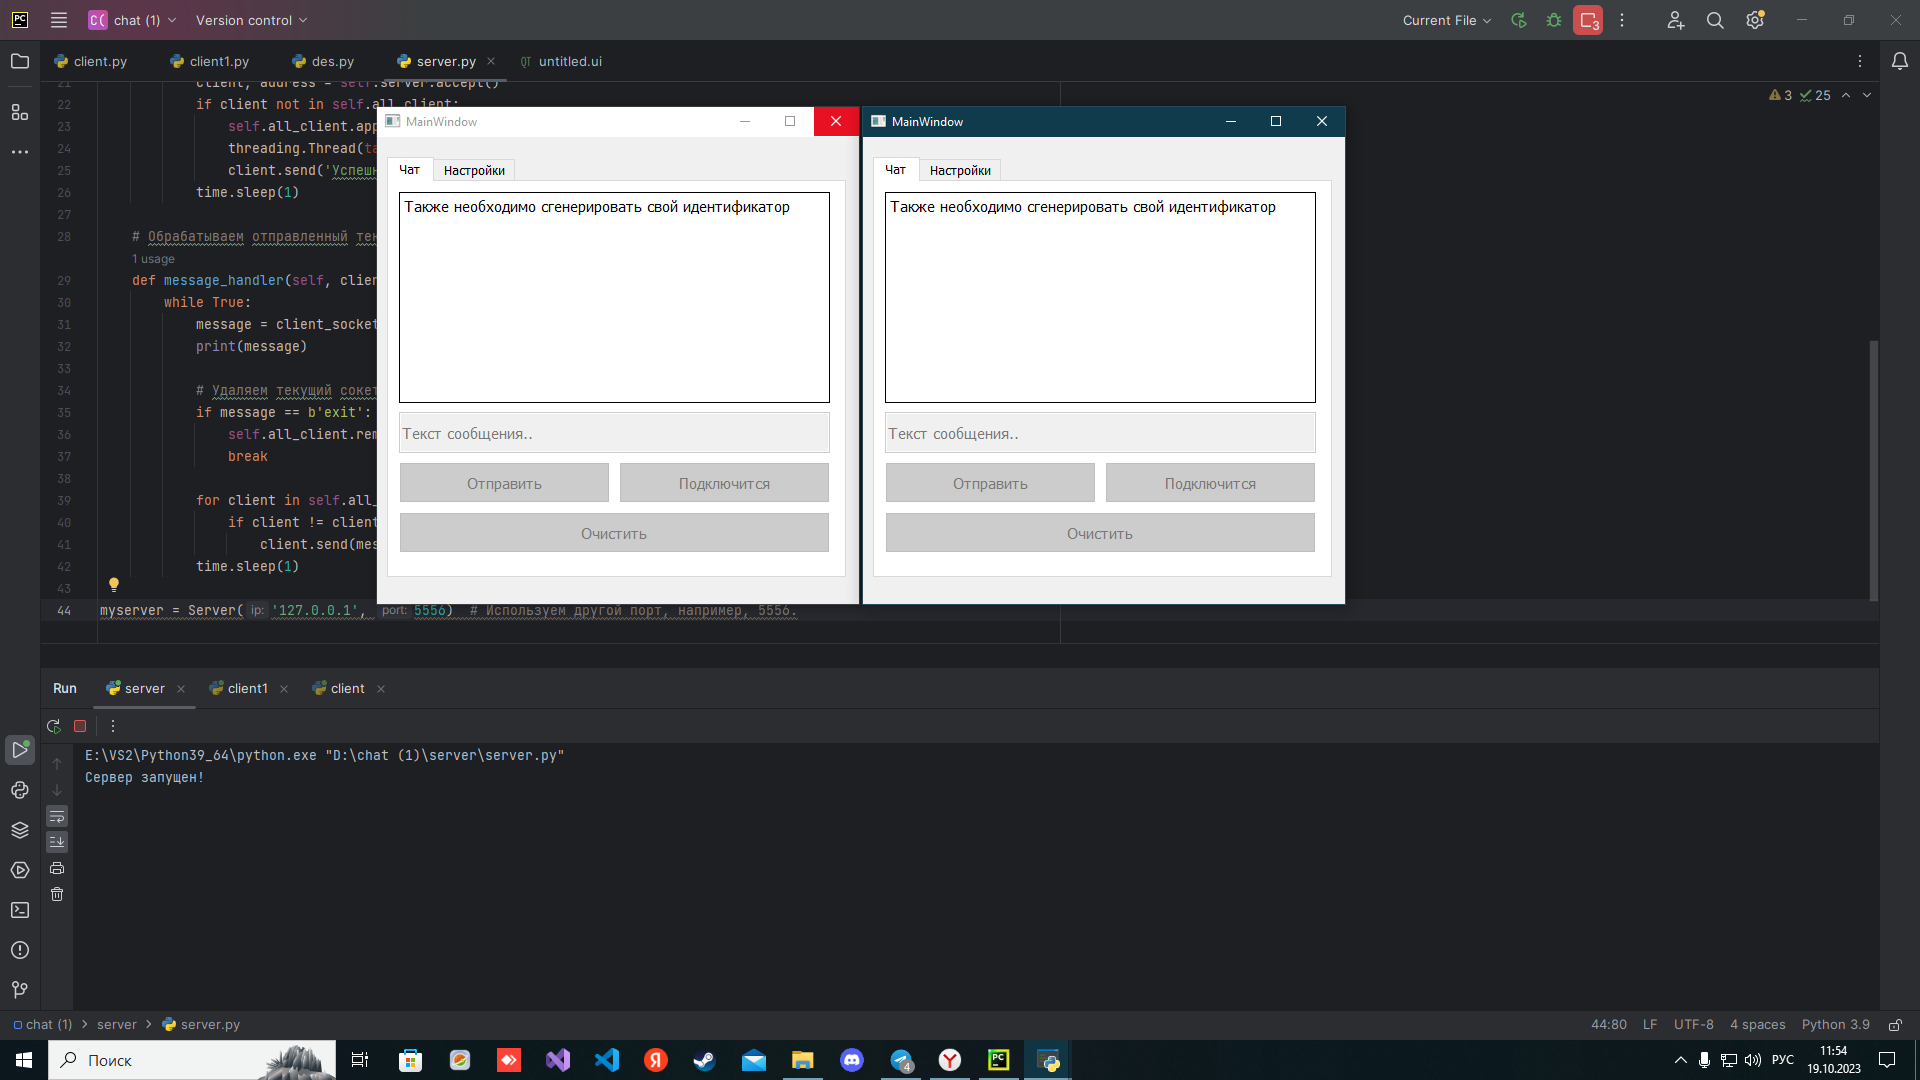 PC
C(
chat (1)
Version control
Current File
3
client.py
client1.py
des.py
server.py
untitled.ui
3
25
21 client, address = self.server.accept()
22 if client not in self.all_client:
23 self.all_client.app
24 threading.Thread(ta
25 client.send('Успешн
26 time.sleep(1)
27
28 # Обрабатываем отправленный тек
1 usage
29 def message_handler(self, clien
30 while True:
31 message = client_socket
32 print(message)
33
34 # Удаляем текущий сокет
35 if message == b'exit':
36 self.all_client.rem
37 break
38
39 for client in self.all_
40 if client != client
41 client.send(mes
42 time.sleep(1)
43
44 myserver = Server( ip: '127.0.0.1', port: 5556) # Используем другой порт, например, 5556.
MainWindow
Чат
Настройки
Также необходимо сгенерировать свой идентификатор
Текст сообщения..
Отправить
Подключится
Очистить
MainWindow
Чат
Настройки
Также необходимо сгенерировать свой идентификатор
Текст сообщения..
Отправить
Подключится
Очистить
Run
server
client1
client
E:\VS2\Python39_64\python.exe "D:\chat (1)\server\server.py"
Сервер запущен!
chat (1) > server > server.py
44:80
LF
UTF-8
4 spaces
Python 3.9
Поиск
Я
4
Y
PC
РУС
11:54
19.10.2023